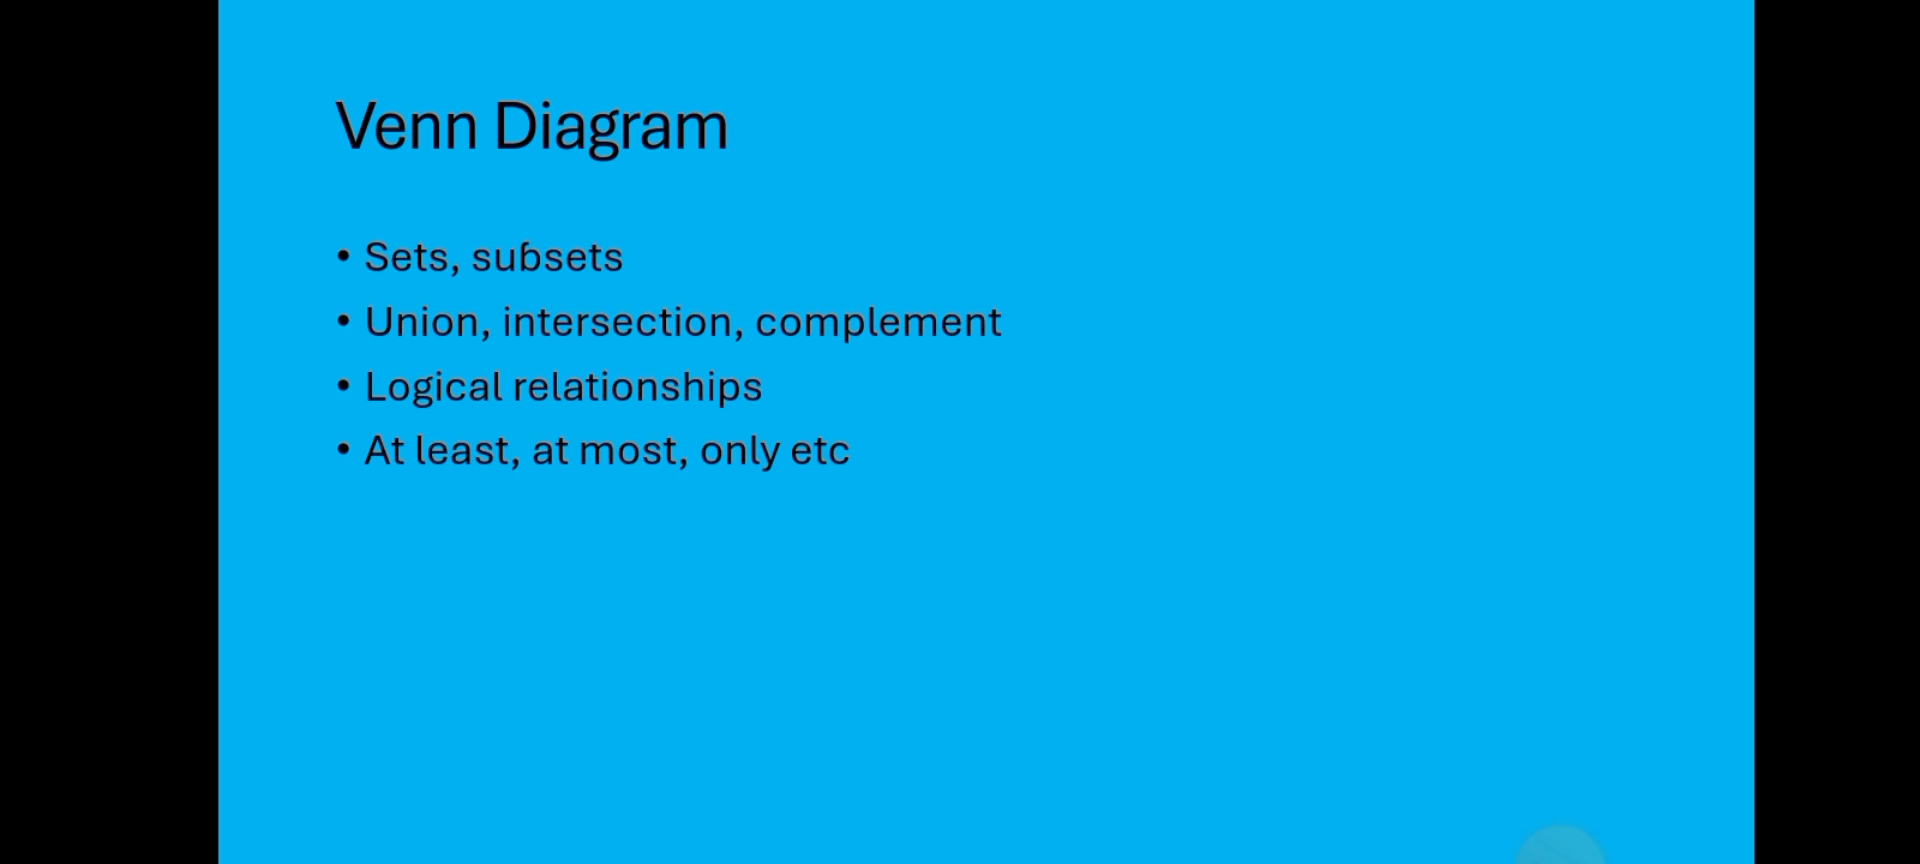 Venn Diagram
• Sets, subsets
• Union, intersection, complement
• Logical relationships
• At least, at most, only etc